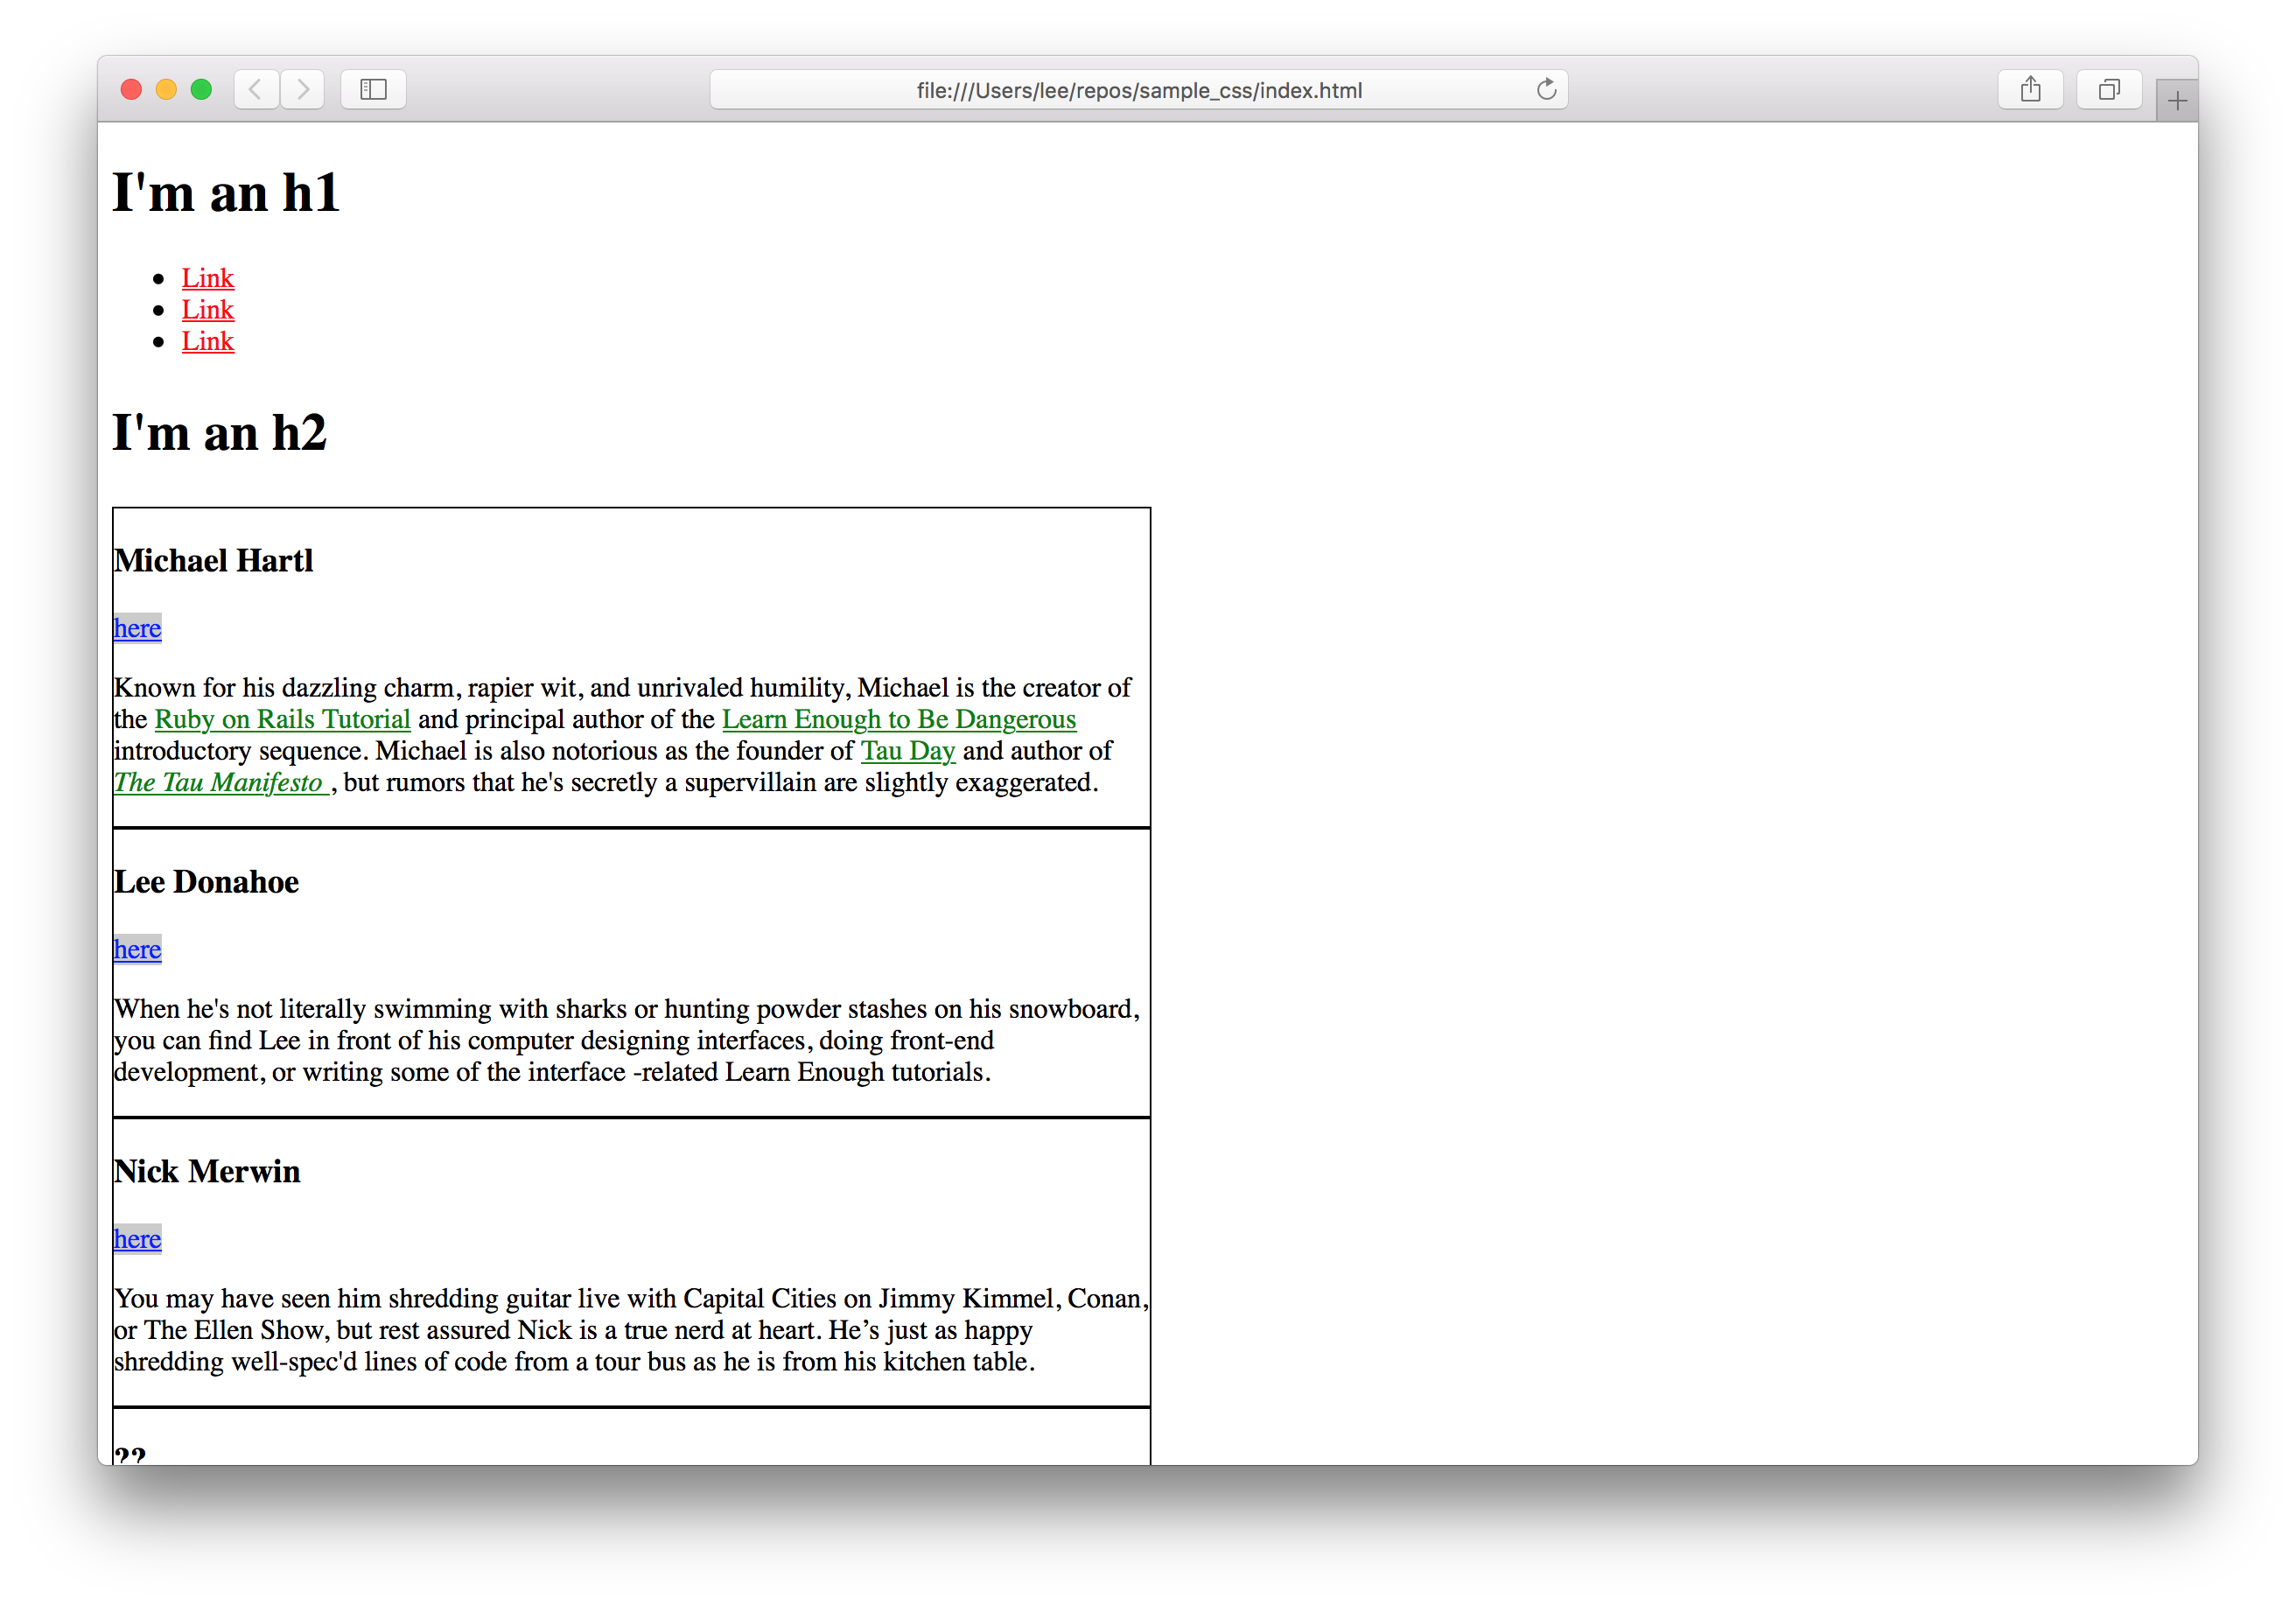 file:///Users/lee/repos/sample_css/index.html
I'm an h1
Link
Link
Link
I'm an h2
Michael Hartl
here
Known for his dazzling charm, rapier wit, and unrivaled humility, Michael is the creator of
the Ruby on Rails Tutorial and principal author of the Learn Enough to Be Dangerous
introductory sequence. Michael is also notorious as the founder of Tau Day and author of
The Tau Manifesto , but rumors that he's secretly a supervillain are slightly exaggerated.
Lee Donahoe
here
When he's not literally swimming with sharks or hunting powder stashes on his snowboard,
you can find Lee in front of his computer designing interfaces, doing front-end
development, or writing some of the interface -related Learn Enough tutorials.
Nick Merwin
here
You may have seen him shredding guitar live with Capital Cities on Jimmy Kimmel, Conan,
or The Ellen Show, but rest assured Nick is a true nerd at heart. He’s just as happy
shredding well-spec'd lines of code from a tour bus as he is from his kitchen table.
??